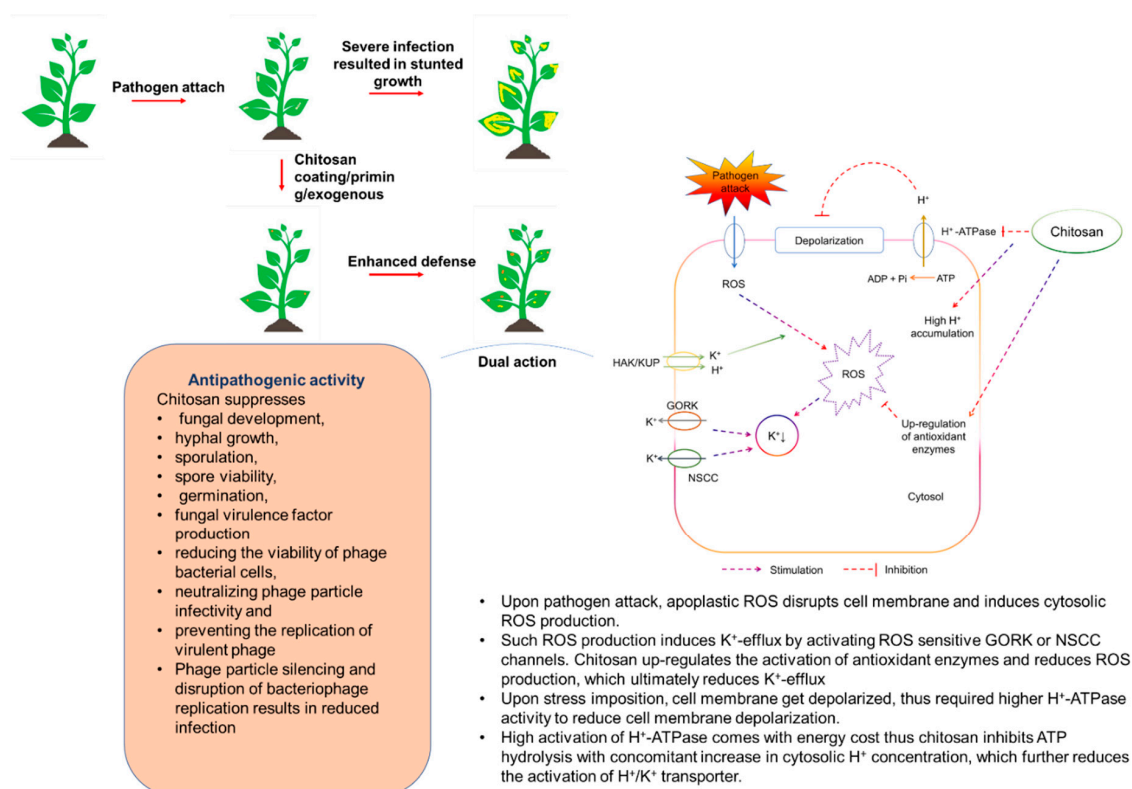 Pathogen attach
Severe infection
resulted in stunted
growth
Chitosan
coating/primin
g/exogenous
Enhanced defense
Dual action
Antipathogenic activity
Chitosan suppresses
• fungal development,
• hyphal growth,
• sporulation,
• spore viability,
• germination,
• fungal virulence factor
production
• reducing the viability of phage
bacterial cells,
• neutralizing phage particle
infectivity and
• preventing the replication of
virulent phage
• Phage particle silencing and
disruption of bacteriophage
replication results in reduced
infection
Pathogen
attack
H⁺
Depolarization
H⁺ -ATPase
Chitosan
ROS
ADP + Pi
ATP
High H⁺
accumulation
HAK/KUP
K⁺
H⁺
ROS
GORK
K⁺
K⁺↓
K⁺
NSCC
Up-regulation
of antioxidant
enzymes
Cytosol
Stimulation
Inhibition
• Upon pathogen attack, apoplastic ROS disrupts cell membrane and induces cytosolic
ROS production.
• Such ROS production induces K⁺-efflux by activating ROS sensitive GORK or NSCC
channels. Chitosan up-regulates the activation of antioxidant enzymes and reduces ROS
production, which ultimately reduces K⁺-efflux
• Upon stress imposition, cell membrane get depolarized, thus required higher H⁺-ATPase
activity to reduce cell membrane depolarization.
• High activation of H⁺-ATPase comes with energy cost thus chitosan inhibits ATP
hydrolysis with concomitant increase in cytosolic H⁺ concentration, which further reduces
the activation of H⁺/K⁺ transporter.